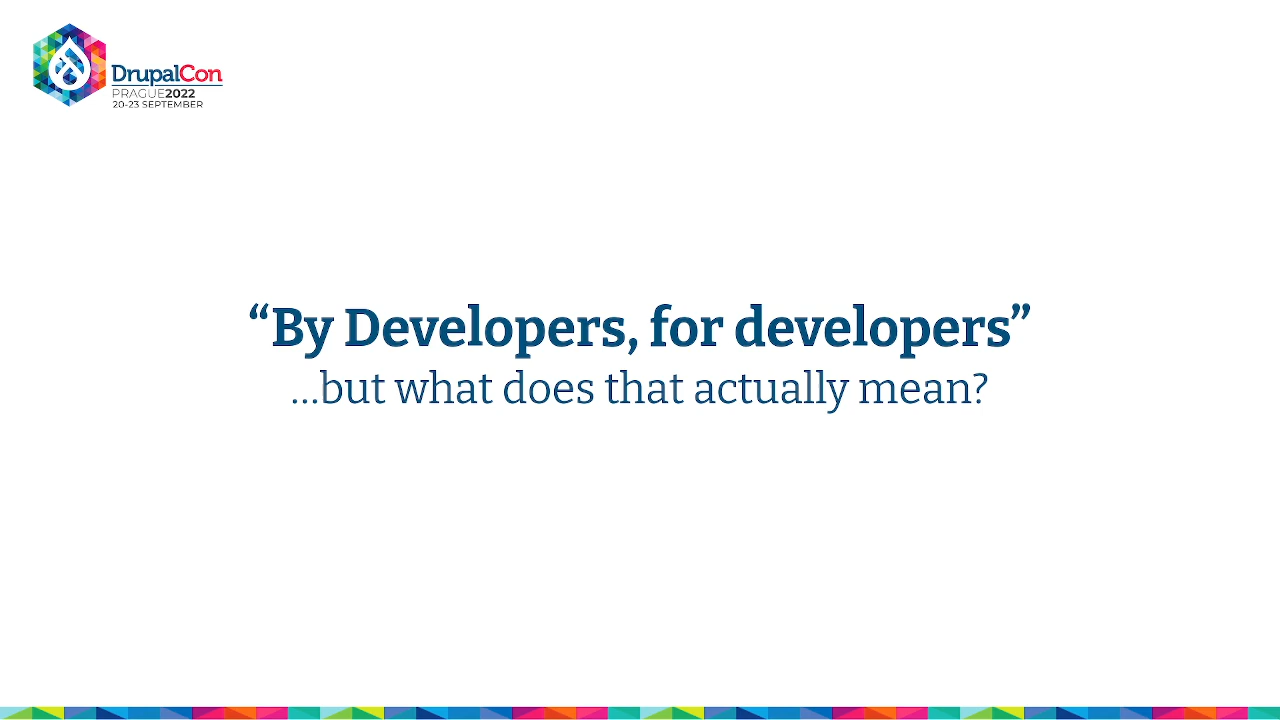 DrupalCon
PRAGUE2022
20-23 SEPTEMBER
“By Developers, for developers”
...but what does that actually mean?